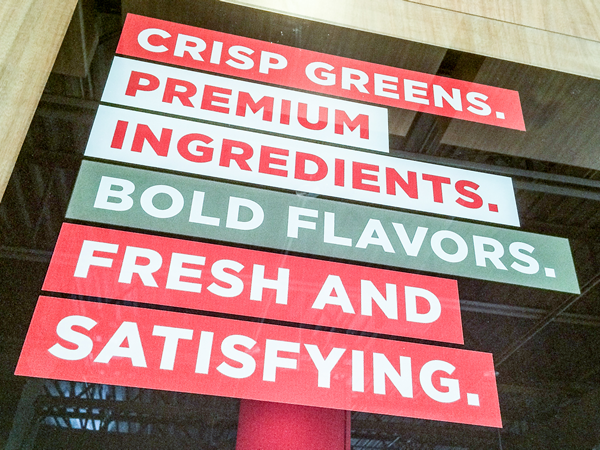 CRISP GREENS.
PREMIUM
INGREDIENTS.
BOLD FLAVORS.
FRESH AND
SATISFYING.